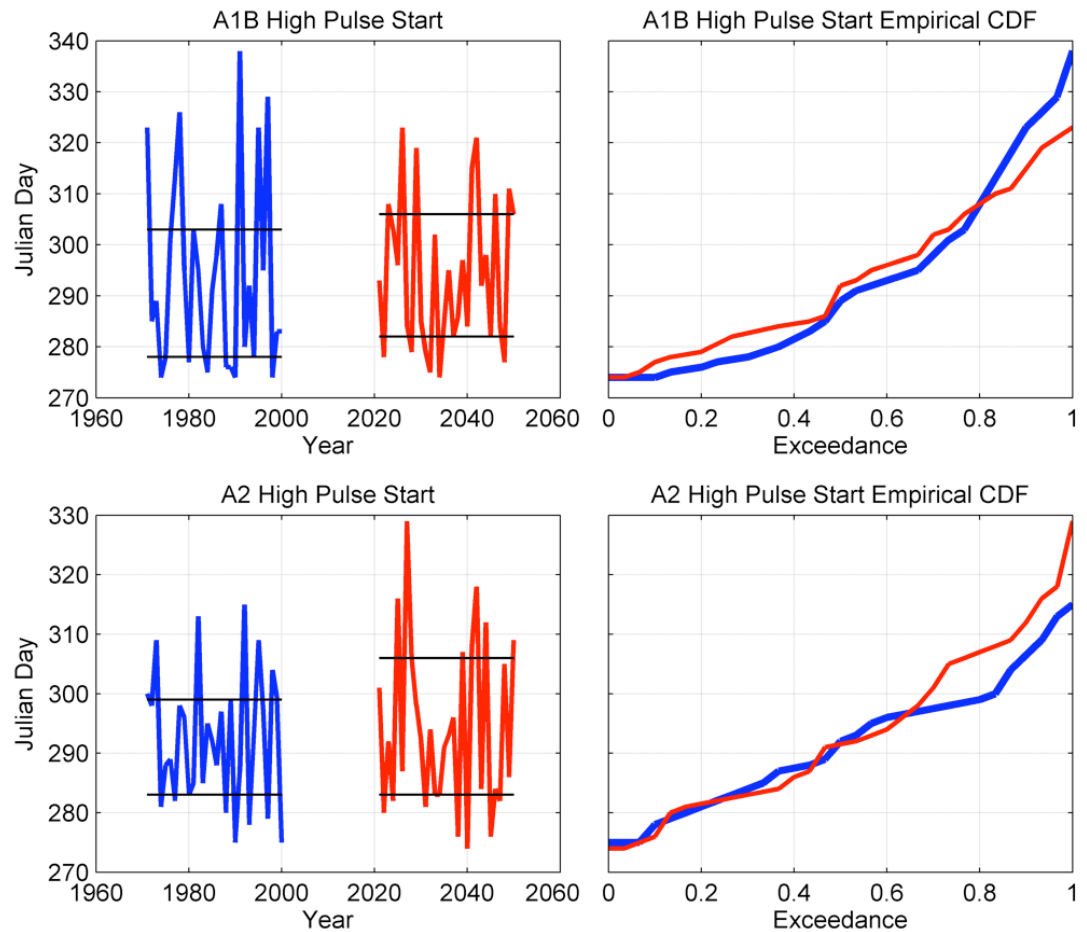 A1B High Pulse Start
A1B High Pulse Start Empirical CDF
340
330
320
310
300
290
280
270
Julian Day
1960 1980 2000 2020 2040 2060
Year
0 0.2 0.4 0.6 0.8 1
Exceedance
A2 High Pulse Start
A2 High Pulse Start Empirical CDF
330
320
310
300
290
280
270
Julian Day
1960 1980 2000 2020 2040 2060
Year
0 0.2 0.4 0.6 0.8 1
Exceedance